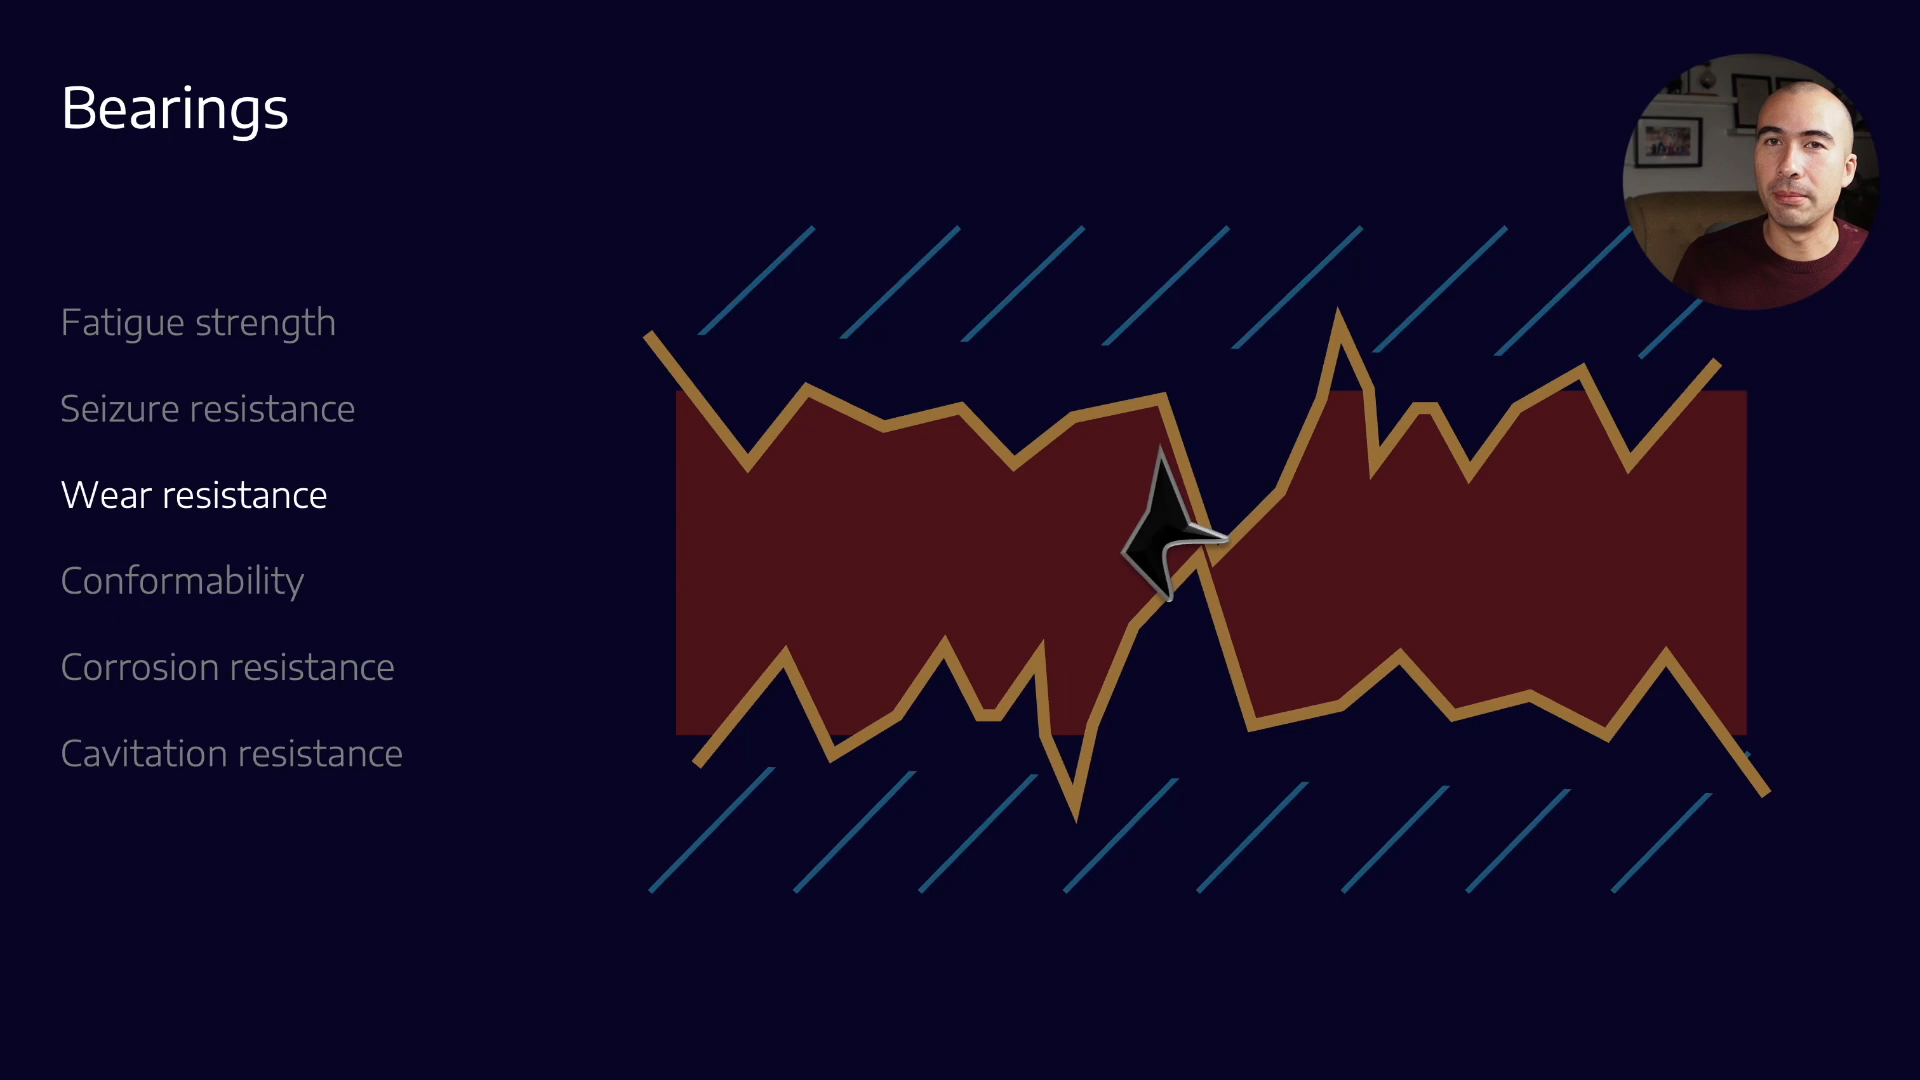 Bearings
Fatigue strength
Seizure resistance
Wear resistance
Conformability
Corrosion resistance
Cavitation resistance